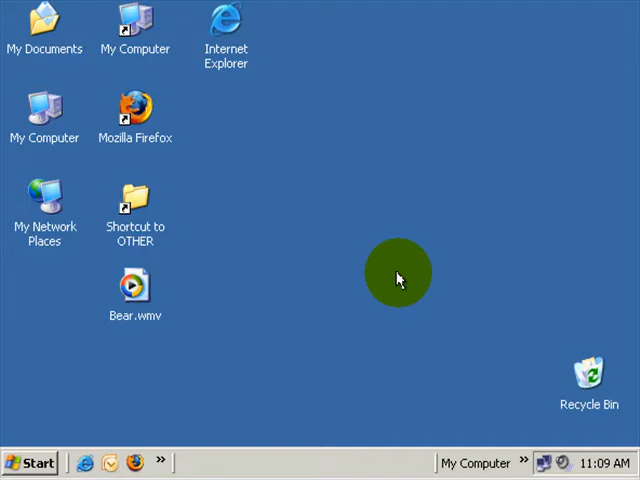 My Documents
My Computer
Internet
Explorer
My Computer
Mozilla Firefox
My Network
Places
Shortcut to
OTHER
Bear.wmv
Recycle Bin
Start
My Computer
11:09 AM